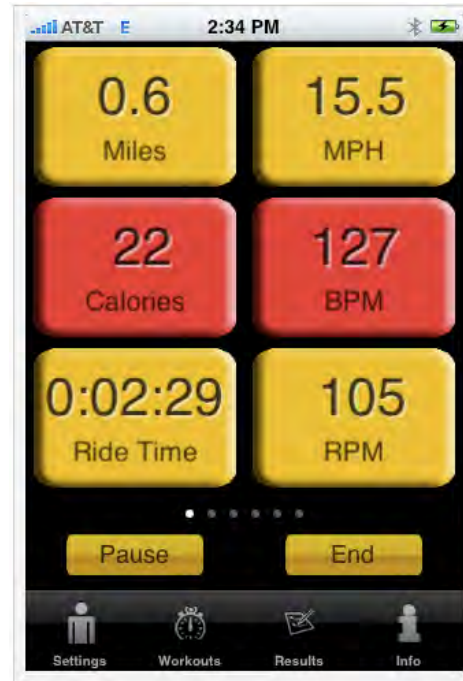 AT&T E 2:34 PM
0.6 15.5
Miles MPH
22 127
Calories BPM
0:02:29 105
Ride Time RPM
Pause End
Settings Workouts Results Info